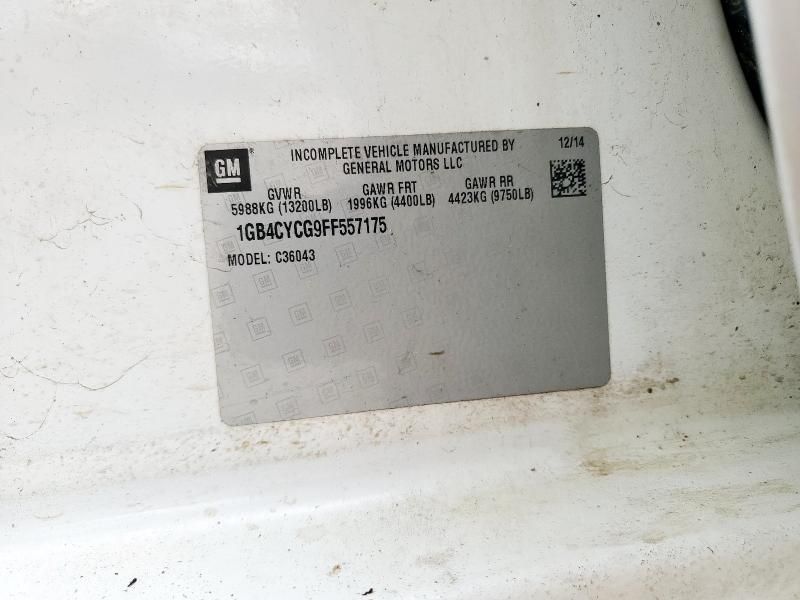 GM®
INCOMPLETE VEHICLE MANUFACTURED BY
GENERAL MOTORS LLC
12/14
GVWR GAWR FRT GAWR RR
5988KG (13200LB) 1996KG (4400LB) 4423KG (9750LB)
1GB4CYCG9FF557175
MODEL: C36043